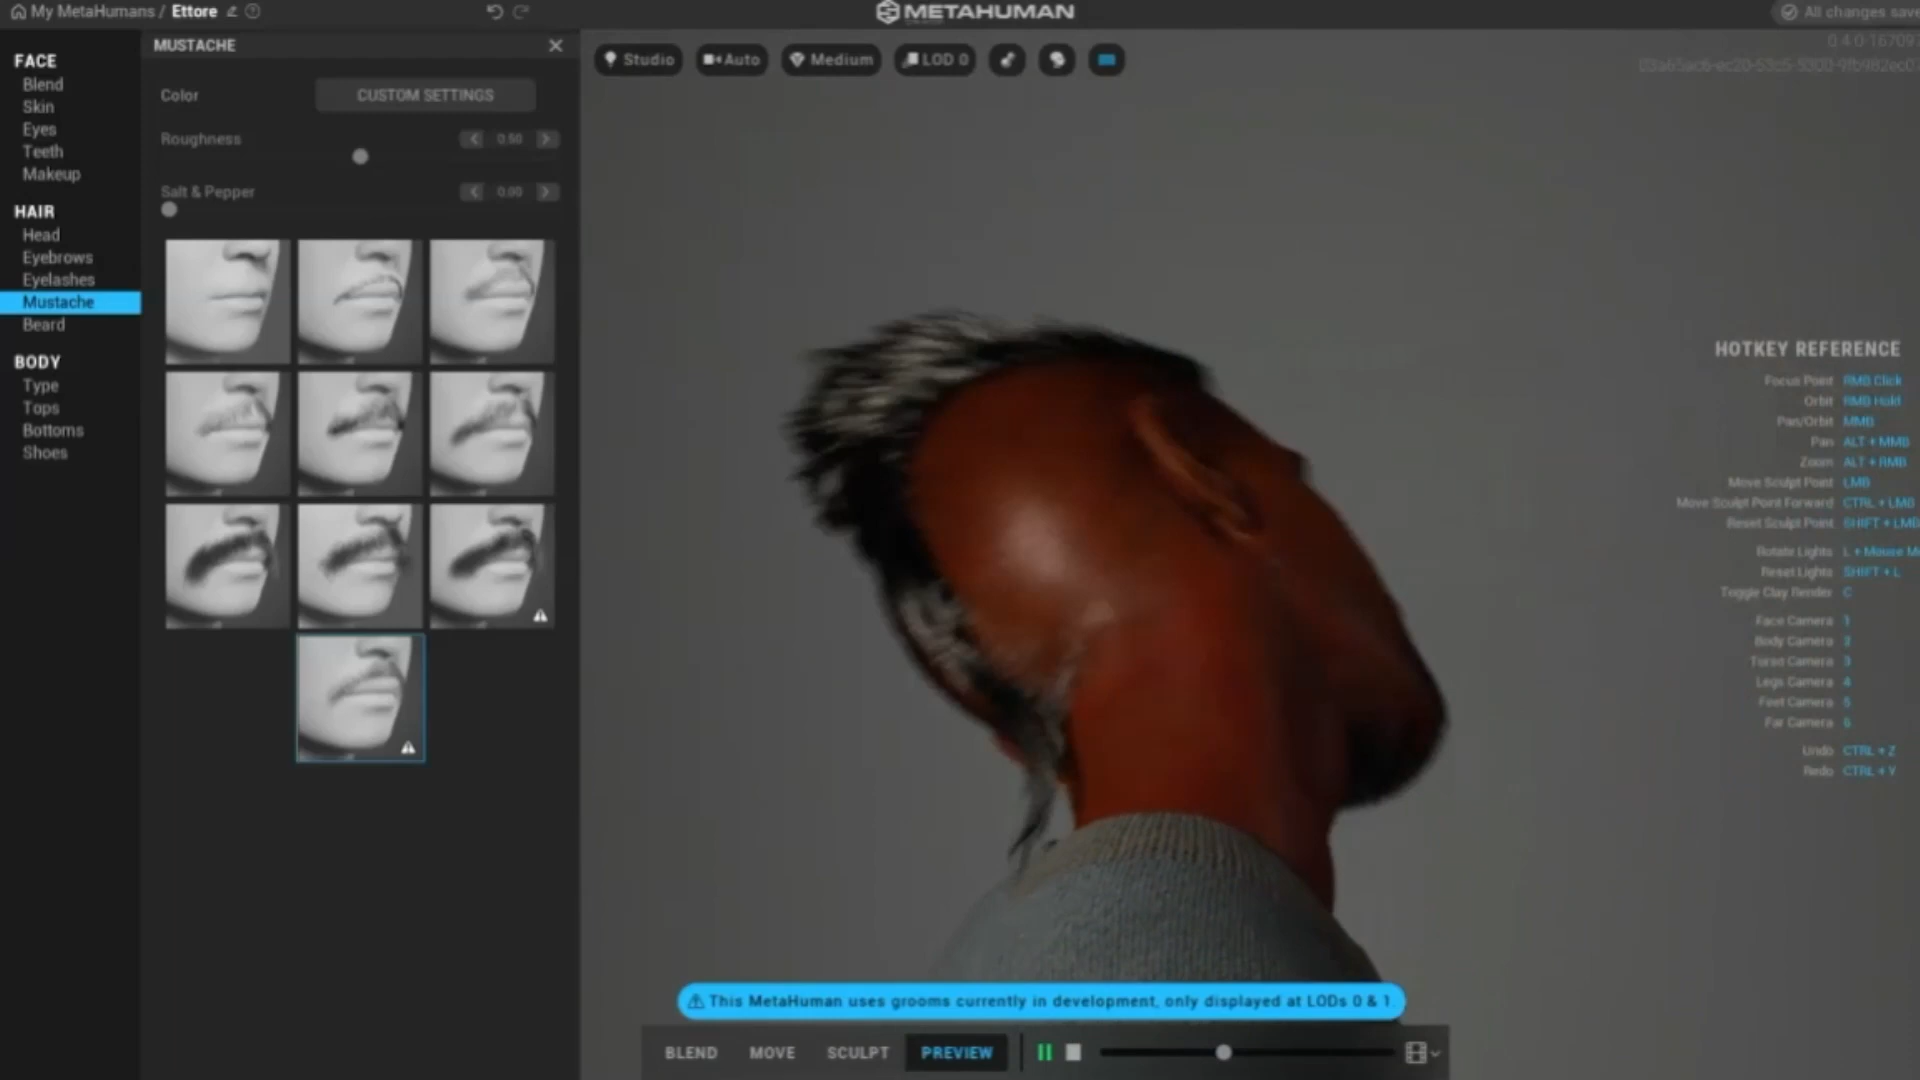 My MetaHumans / Ettore
METAHUMAN
All changes save
MUSTACHE
Studio
Auto
Medium
LOD 0
FACE
Blend
Skin
Eyes
Teeth
Makeup
HAIR
Head
Eyebrows
Eyelashes
Mustache
Beard
BODY
Type
Tops
Bottoms
Shoes
Color
CUSTOM SETTINGS
Roughness
0.50
Salt & Pepper
0.00
HOTKEY REFERENCE
Focus Point RMB Click
Orbit RMB Hold
Pan/Orbit MMB
Pan ALT + MMB
Zoom ALT + RMB
Move Sculpt Point LMB
Move Sculpt Point Forward CTRL + LMB
Reset Sculpt Point SHIFT + LMB
Rotate Lights L + Mouse M
Reset Lights SHIFT + L
Toggle Clay Render C
Face Camera 1
Body Camera 2
Torso Camera 3
Legs Camera 4
Feet Camera 5
Far Camera 6
Undo CTRL + Z
Redo CTRL + Y
This MetaHuman uses grooms currently in development, only displayed at LODs 0 & 1.
BLEND
MOVE
SCULPT
PREVIEW